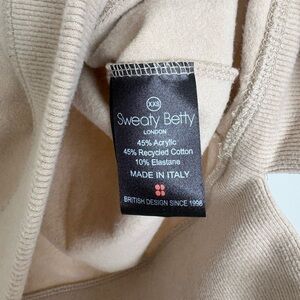 XXS
Sweaty Betty
LONDON
45% Acrylic
45% Recycled Cotton
10% Elastane
MADE IN ITALY
BRITISH DESIGN SINCE 1998